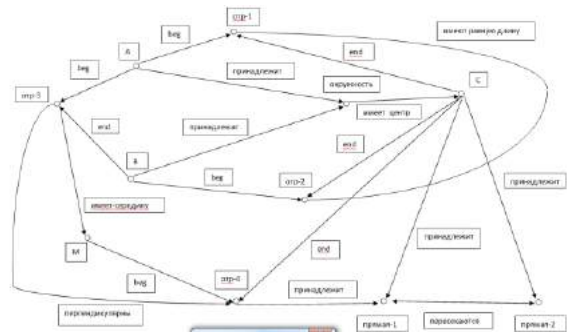 отр-1
имеют равную длину
beg
А
end
принадлежит
beg
окружность
С
отр-3
имеет центр
принадлежит
end
end
В
beg
отр-2
принадлежит
имеет середину
принадлежит
М
end
beg
отр-4
принадлежит
перпендикулярны
прямая-1
пересекаются
прямая-2